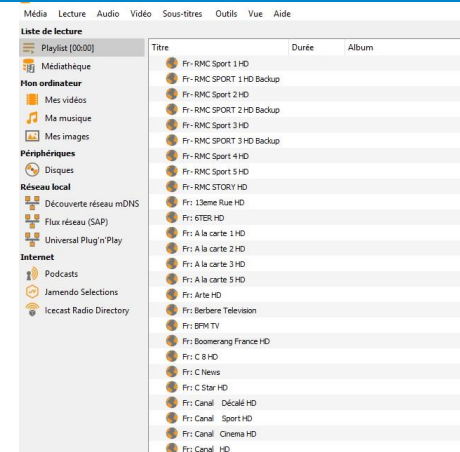 Média Lecture Audio Vidéo Sous-titres Outils Vue Aide
Liste de lecture
Playlist [00:00]
Médiathèque
Mon ordinateur
Mes vidéos
Ma musique
Mes images
Périphériques
Disques
Réseau local
Découverte réseau mDNS
Flux réseau (SAP)
Universal Plug'n'Play
Internet
Podcasts
Jamendo Selections
Icecast Radio Directory
Titre Durée Album
Fr- RMC Sport 1 HD
Fr- RMC SPORT 1 HD Backup
Fr- RMC Sport 2 HD
Fr- RMC SPORT 2 HD Backup
Fr- RMC Sport 3 HD
Fr- RMC SPORT 3 HD Backup
Fr- RMC Sport 4 HD
Fr- RMC Sport 5 HD
Fr- RMC STORY HD
Fr: 13eme Rue HD
Fr: 6TER HD
Fr: A la carte 1 HD
Fr: A la carte 2 HD
Fr: A la carte 3 HD
Fr: A la carte 5 HD
Fr: Arte HD
Fr: Berbere Television
Fr: BFM TV
Fr: Boomerang France HD
Fr: C 8 HD
Fr: C News
Fr: C Star HD
Fr: Canal Décalé HD
Fr: Canal Sport HD
Fr: Canal Cinema HD
Fr: Canal HD